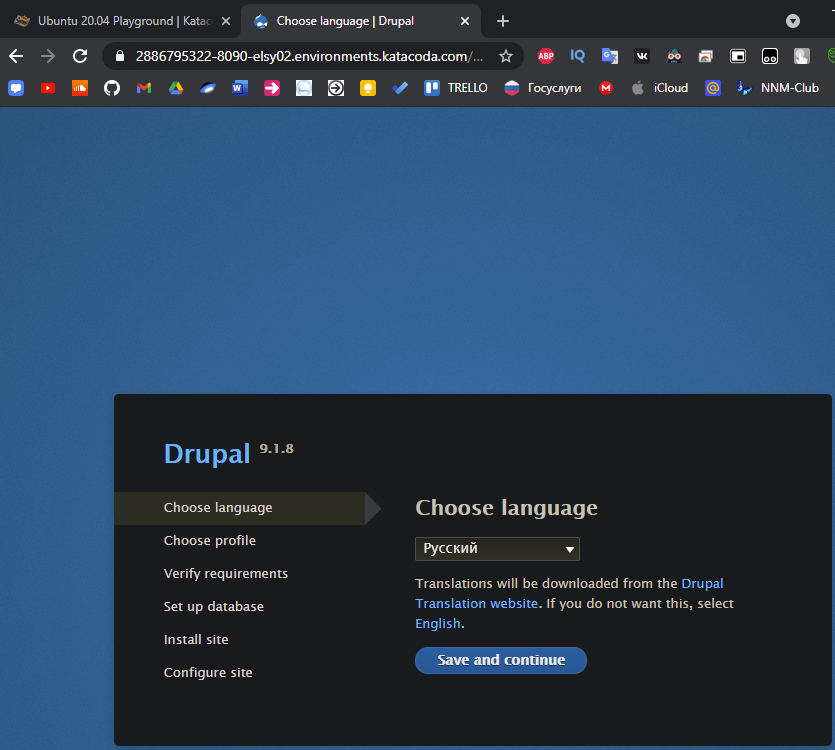 Ubuntu 20.04 Playground | Katac
Choose language | Drupal
2886795322-8090-elsy02.environments.katacoda.com/...
ABP
IQ
TRELLO
Госуслуги
iCloud
NNM-Club
Drupal 9.1.8
Choose language
Choose profile
Verify requirements
Set up database
Install site
Configure site
Choose language
Русский
Translations will be downloaded from the Drupal
Translation website. If you do not want this, select
English.
Save and continue